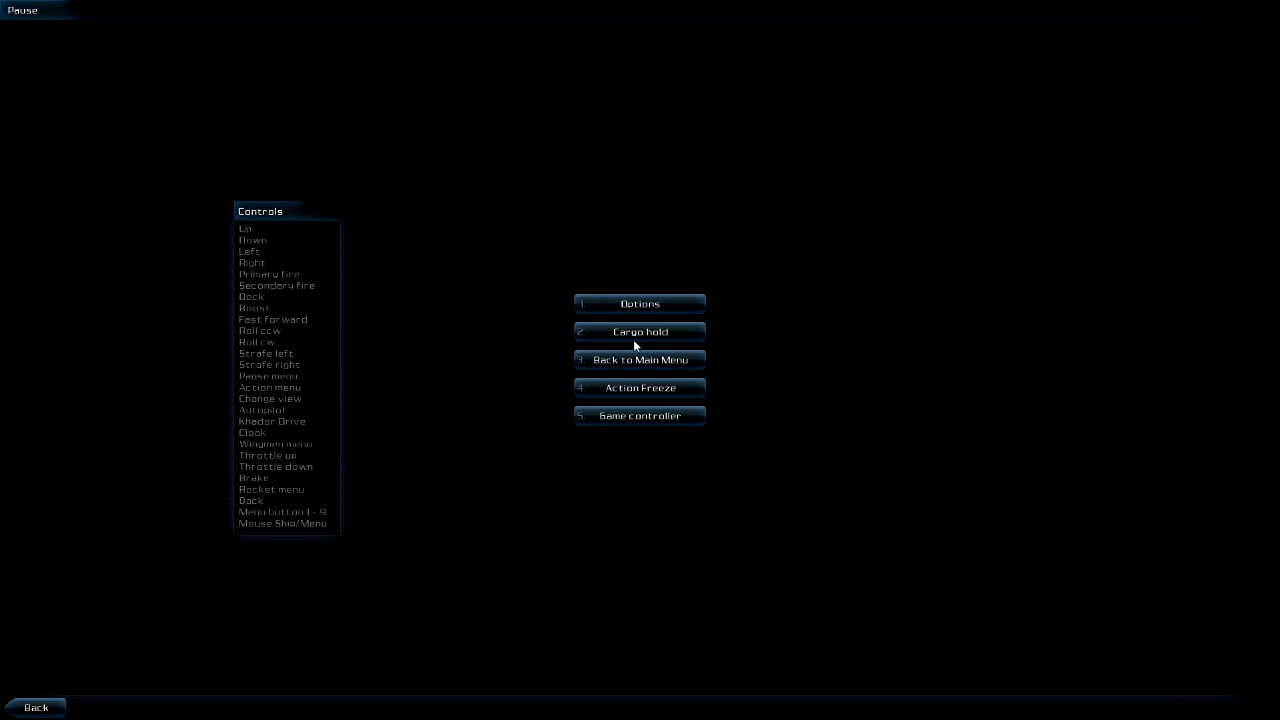 Pause
Controls
Up
Down
Left
Right
Primary fire
Secondary fire
Dock
Boost
Fast forward
Roll ccw
Roll cw
Strafe left
Strafe right
Pause menu
Action menu
Change view
Autopilot
Khador Drive
Cloak
Wingmen menu
Throttle up
Throttle down
Brake
Rocket menu
Back
Menu button 1 - 9
Mouse Ship/Menu
1. Options
2. Cargo hold
3. Back to Main Menu
4. Action Freeze
5. Game controller
Back